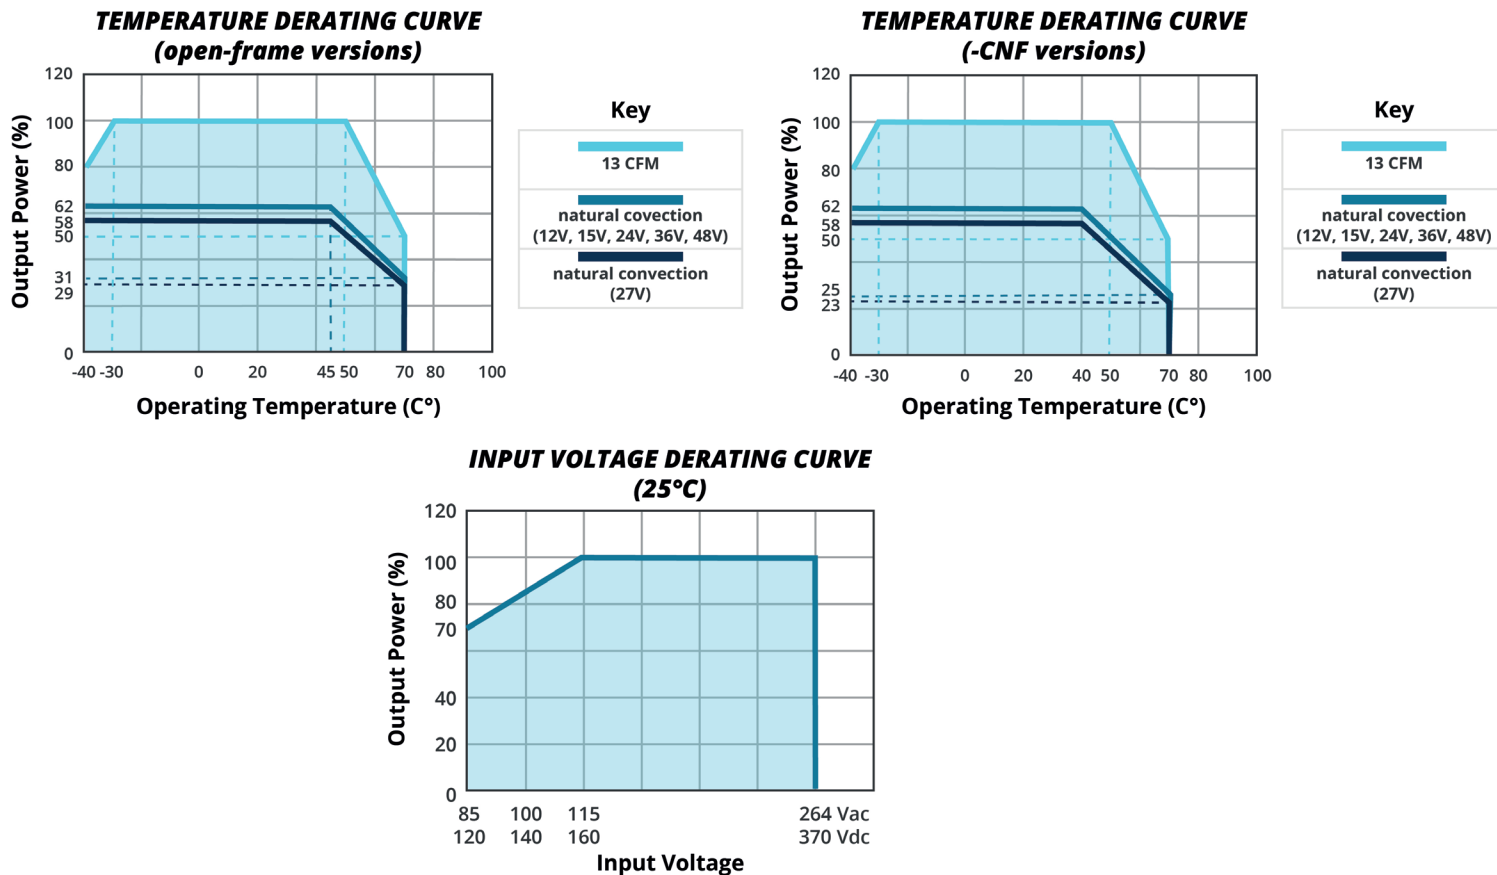 TEMPERATURE DERATING CURVE
(open-frame versions)
Output Power (%)
120
100
80
62
58
50
31
29
0
-40 -30 0 20 45 50 70 80 100
Operating Temperature (C°)
Key
13 CFM
natural covection
(12V, 15V, 24V, 36V, 48V)
natural convection
(27V)
TEMPERATURE DERATING CURVE
(-CNF versions)
Output Power (%)
120
100
80
62
58
50
25
23
0
-40 -30 0 20 40 50 70 80 100
Operating Temperature (C°)
Key
13 CFM
natural covection
(12V, 15V, 24V, 36V, 48V)
natural convection
(27V)
INPUT VOLTAGE DERATING CURVE
(25°C)
Output Power (%)
120
100
80
70
40
20
0
85 100 115 264 Vac
120 140 160 370 Vdc
Input Voltage